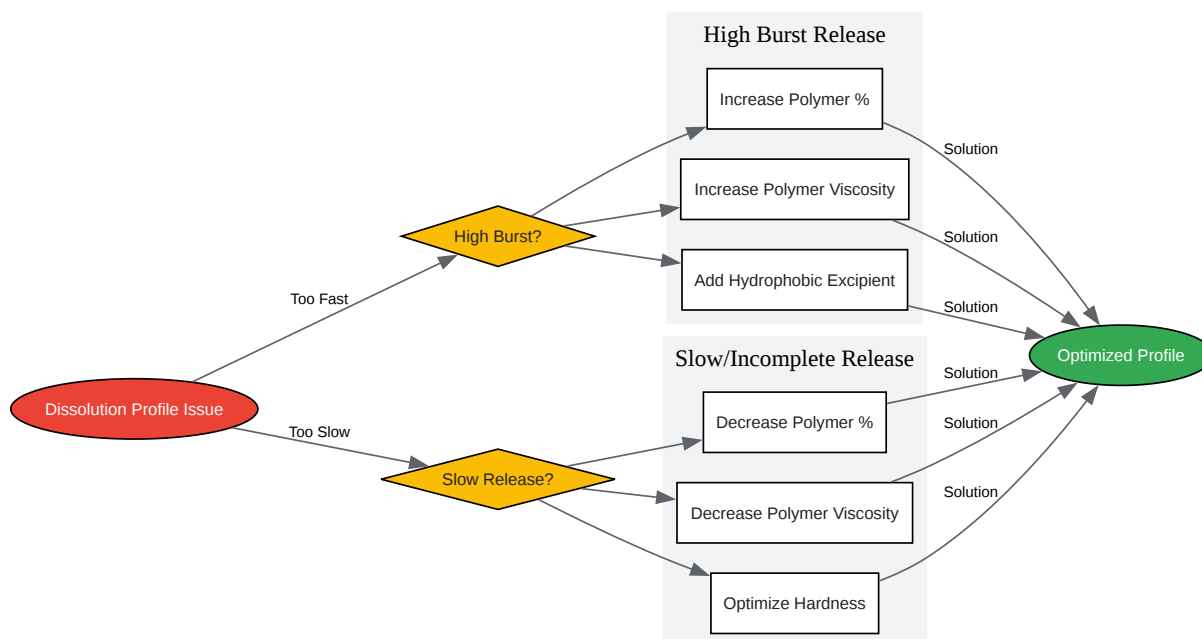 High Burst Release
Increase Polymer %
Solution
Increase Polymer Viscosity
High Burst?
Solution
Add Hydrophobic Excipient
Too Fast
Solution
Optimized Profile
Slow/Incomplete Release
Solution
Dissolution Profile Issue
Decrease Polymer %
Too Slow
Solution
Slow Release?
Decrease Polymer Viscosity
Solution
Optimize Hardness